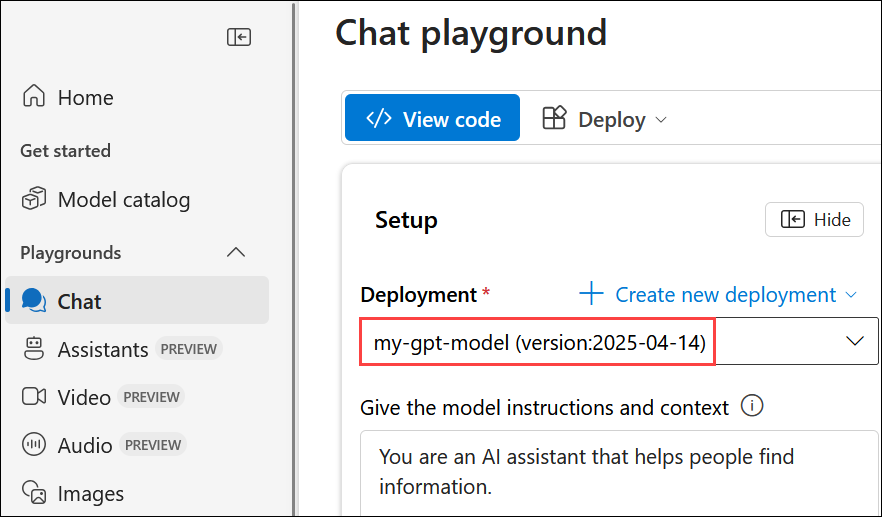 Home
Get started
Model catalog
Playgrounds
Chat
Assistants PREVIEW
Video PREVIEW
Audio PREVIEW
Images
Chat playground
</> View code
Deploy
Setup
Hide
Deployment *
+ Create new deployment
my-gpt-model (version:2025-04-14)
Give the model instructions and context
You are an AI assistant that helps people find
information.